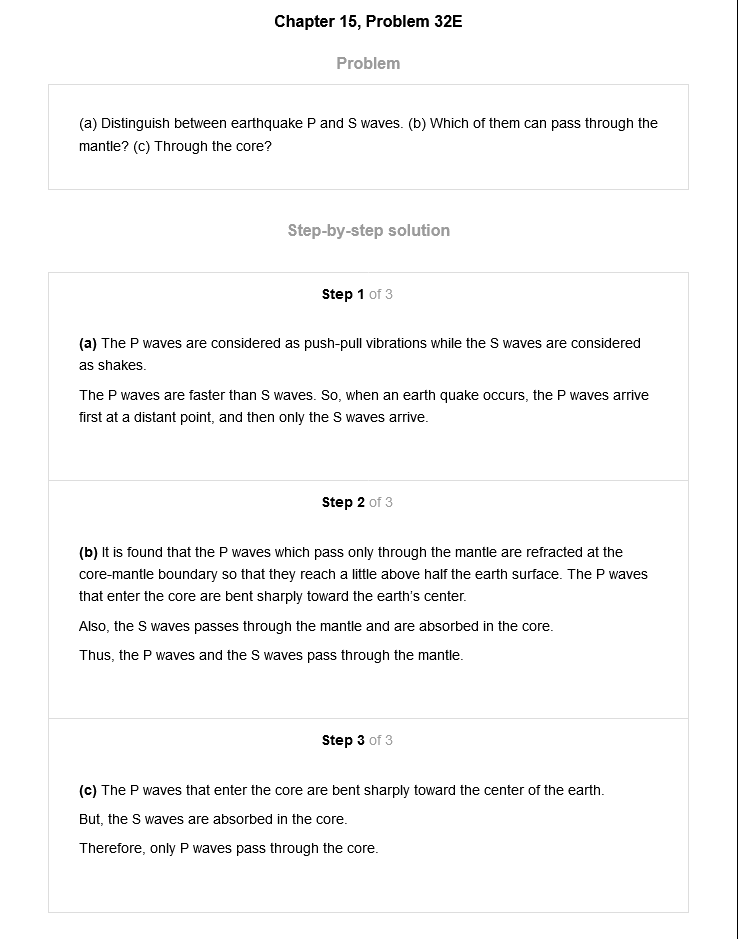 Chapter 15, Problem 32E
Problem
(a) Distinguish between earthquake P and S waves. (b) Which of them can pass through the
mantle? (c) Through the core?
Step-by-step solution
Step 1 of 3
(a) The P waves are considered as push-pull vibrations while the S waves are considered
as shakes.
The P waves are faster than S waves. So, when an earth quake occurs, the P waves arrive
first at a distant point, and then only the S waves arrive.
Step 2 of 3
(b) It is found that the P waves which pass only through the mantle are refracted at the
core-mantle boundary so that they reach a little above half the earth surface. The P waves
that enter the core are bent sharply toward the earth's center.
Also, the S waves passes through the mantle and are absorbed in the core.
Thus, the P waves and the S waves pass through the mantle.
Step 3 of 3
(c) The P waves that enter the core are bent sharply toward the center of the earth.
But, the S waves are absorbed in the core.
Therefore, only P waves pass through the core.